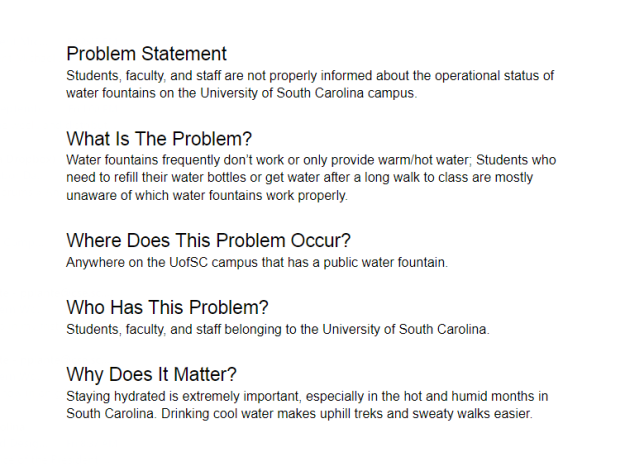 Problem Statement
Students, faculty, and staff are not properly informed about the operational status of
water fountains on the University of South Carolina campus.
What Is The Problem?
Water fountains frequently don't work or only provide warm/hot water; Students who
need to refill their water bottles or get water after a long walk to class are mostly
unaware of which water fountains work properly.
Where Does This Problem Occur?
Anywhere on the UofSC campus that has a public water fountain.
Who Has This Problem?
Students, faculty, and staff belonging to the University of South Carolina.
Why Does It Matter?
Staying hydrated is extremely important, especially in the hot and humid months in
South Carolina. Drinking cool water makes uphill treks and sweaty walks easier.